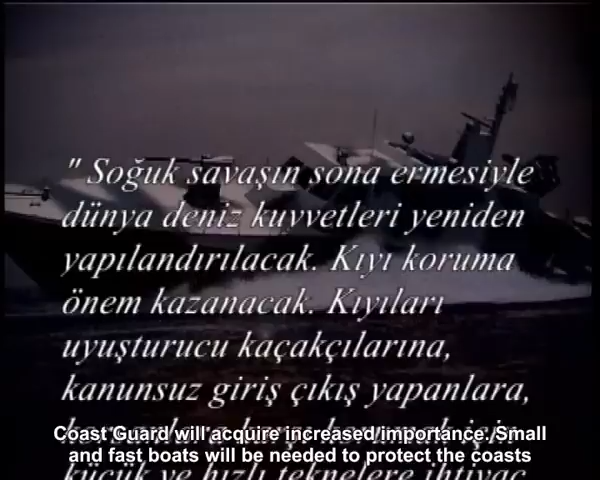 " Soğuk savaşın sona ermesiyle
dünya deniz kuvvetleri yeniden
yapılandırılacak. Kıyı koruma
önem kazanacak. Kıyıları
uyuşturucu kaçakçılarına,
kanunsuz giriş çıkış yapanlara,
Coast Guard will acquire increased importance. Small
and fast boats will be needed to protect the coasts
küçük ve hızlı teknelere ihtiyaç